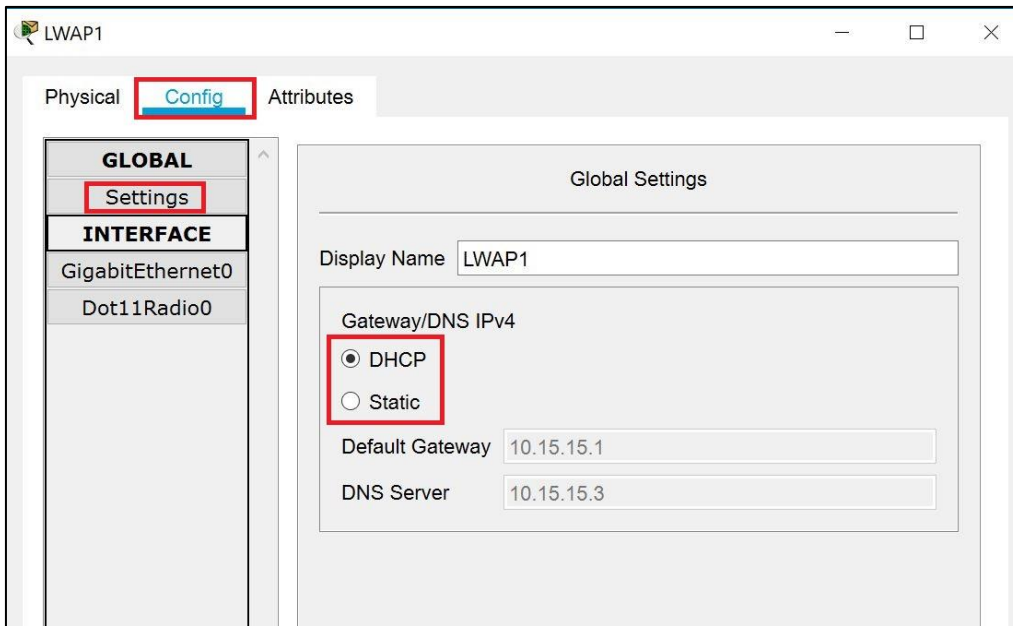 LWAP1
Physical Config Attributes
GLOBAL
Settings
INTERFACE
GigabitEthernet0
Dot11Radio0
Global Settings
Display Name LWAP1
Gateway/DNS IPv4
DHCP
Static
Default Gateway 10.15.15.1
DNS Server 10.15.15.3